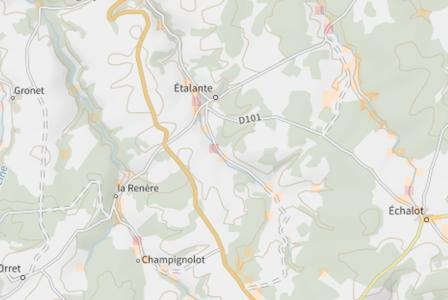 Étalante
Gronet
D101
la Renère
Échalot
Champignolot
Orret